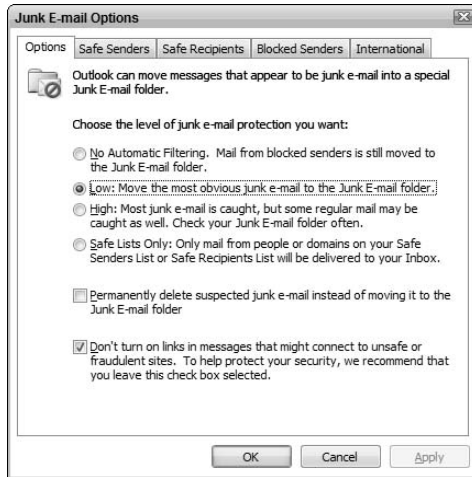 Junk E-mail Options
Options Safe Senders Safe Recipients Blocked Senders International
Outlook can move messages that appear to be junk e-mail into a special
Junk E-mail folder.
Choose the level of junk e-mail protection you want:
No Automatic Filtering. Mail from blocked senders is still moved to
the Junk E-mail folder.
Low: Move the most obvious junk e-mail to the Junk E-mail folder.
High: Most junk e-mail is caught, but some regular mail may be
caught as well. Check your Junk E-mail folder often.
Safe Lists Only: Only mail from people or domains on your Safe
Senders List or Safe Recipients List will be delivered to your Inbox.
Permanently delete suspected junk e-mail instead of moving it to the
Junk E-mail folder
Don't turn on links in messages that might connect to unsafe or
fraudulent sites. To help protect your security, we recommend that
you leave this check box selected.
OK Cancel Apply